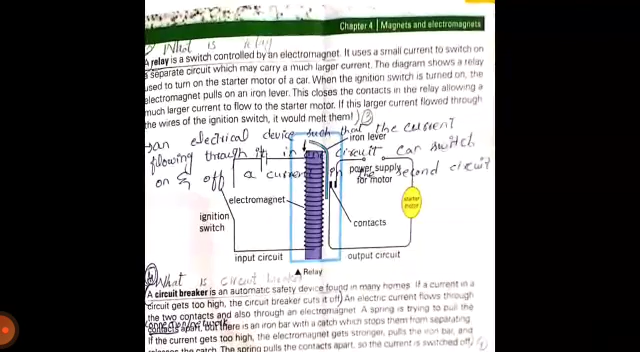 Chapter 4 | Magnets and electromagnets
What is
A relay is a switch controlled by an electromagnet. It uses a small current to switch on
a separate circuit which may carry a much larger current. The diagram shows a relay
used to turn on the starter motor of a car. When the ignition switch is turned on, the
electromagnet pulls on an iron lever. This closes the contacts in the relay allowing a
much larger current to flow to the starter motor. If this larger current flowed through
the wires of the ignition switch, it would melt them!
an electrical device such that the current
iron lever
flowing through it in one circuit can switch
on & off a current in the second circuit
power supply
for motor
electromagnet
starter
motor
ignition
switch
contacts
input circuit
output circuit
▲ Relay
What is circuit breaker
A circuit breaker is an automatic safety device found in many homes. If a current in a
circuit gets too high, the circuit breaker cuts it off. An electric current flows through
the two contacts and also through an electromagnet. A spring is trying to pull the
contacts apart, but there is an iron bar with a catch which stops them from separating.
If the current gets too high, the electromagnet gets stronger, pulls the iron bar, and
releases the catch. The spring pulls the contacts apart, so the current is switched off.